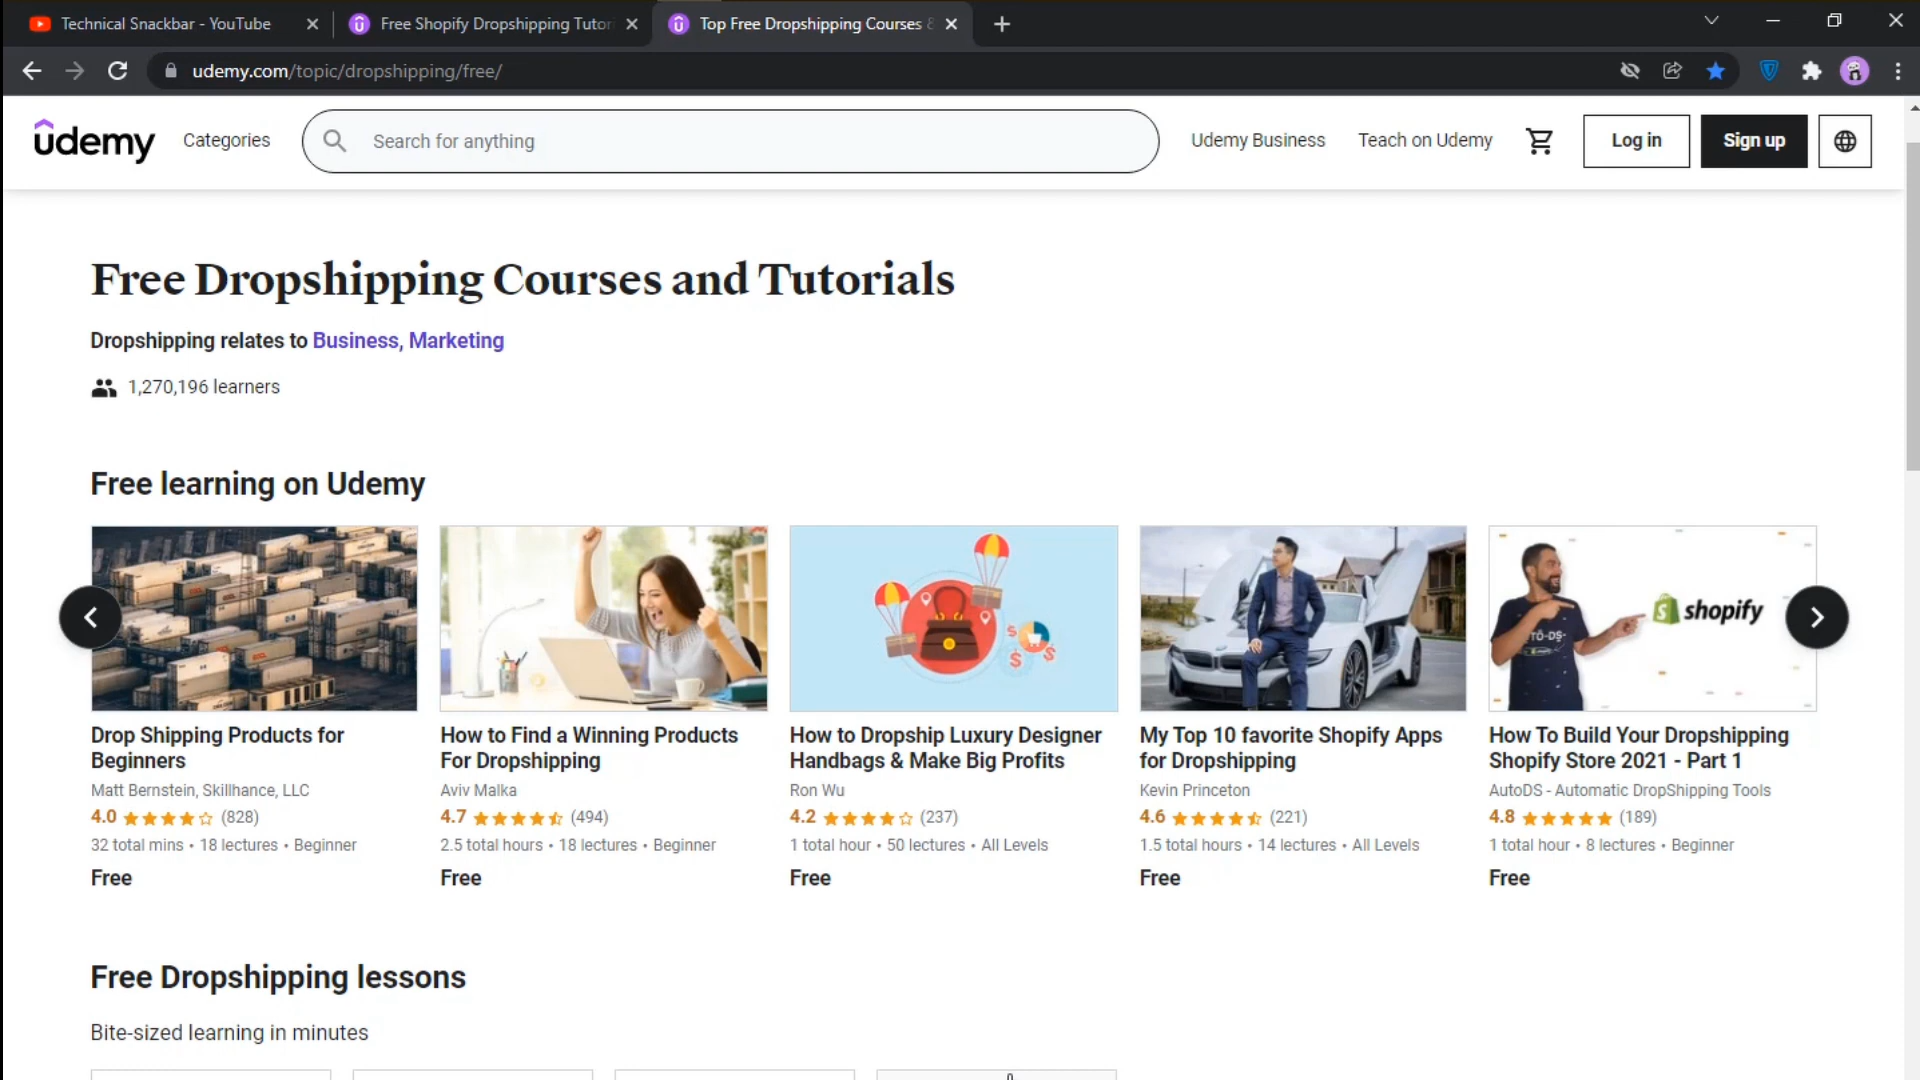 Technical Snackbar - YouTube
Free Shopify Dropshipping Tutor
Top Free Dropshipping Courses &
udemy.com/topic/dropshipping/free/
udemy
Categories
Search for anything
Udemy Business
Teach on Udemy
Log in
Sign up
Free Dropshipping Courses and Tutorials
Dropshipping relates to Business, Marketing
1,270,196 learners
Free learning on Udemy
shopify
Drop Shipping Products for
Beginners
Matt Bernstein, Skillhance, LLC
4.0 (828)
32 total mins • 18 lectures • Beginner
Free
How to Find a Winning Products
For Dropshipping
Aviv Malka
4.7 (494)
2.5 total hours • 18 lectures • Beginner
Free
How to Dropship Luxury Designer
Handbags & Make Big Profits
Ron Wu
4.2 (237)
1 total hour • 50 lectures • All Levels
Free
My Top 10 favorite Shopify Apps
for Dropshipping
Kevin Princeton
4.6 (221)
1.5 total hours • 14 lectures • All Levels
Free
How To Build Your Dropshipping
Shopify Store 2021 - Part 1
AutoDS - Automatic DropShipping Tools
4.8 (189)
1 total hour • 8 lectures • Beginner
Free
Free Dropshipping lessons
Bite-sized learning in minutes